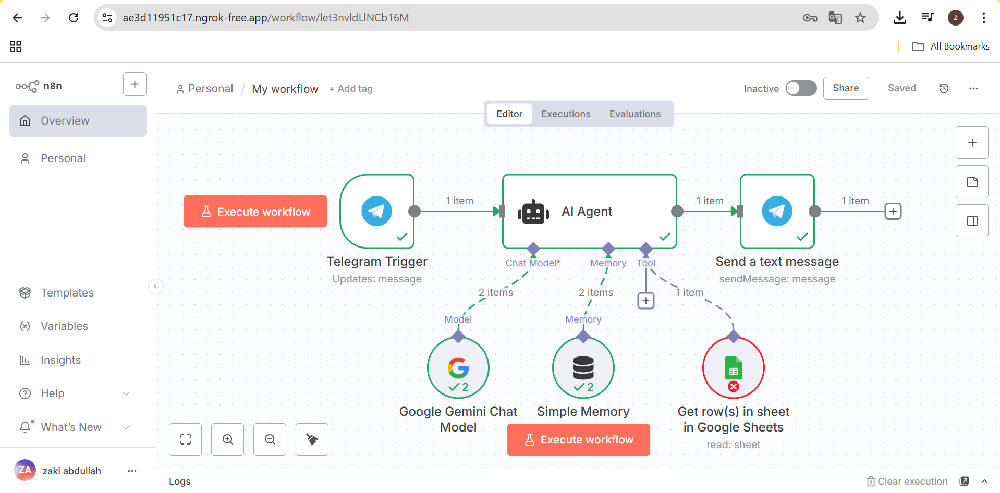 ae3d11951c17.ngrok-free.app/workflow/let3nvldLlNCb16M
z
All Bookmarks
n8n
Personal / My workflow + Add tag
Inactive
Share
Saved
Editor
Executions
Evaluations
Overview
Personal
Execute workflow
1 item
AI Agent
1 item
1 item
Telegram Trigger
Updates: message
Chat Model*
Memory
Tool
Send a text message
sendMessage: message
2 items
2 items
1 item
Model
Memory
2
2
Google Gemini Chat
Model
Simple Memory
Get row(s) in sheet
in Google Sheets
read: sheet
Execute workflow
Templates
Variables
Insights
Help
What's New
ZA
zaki abdullah
Logs
Clear execution